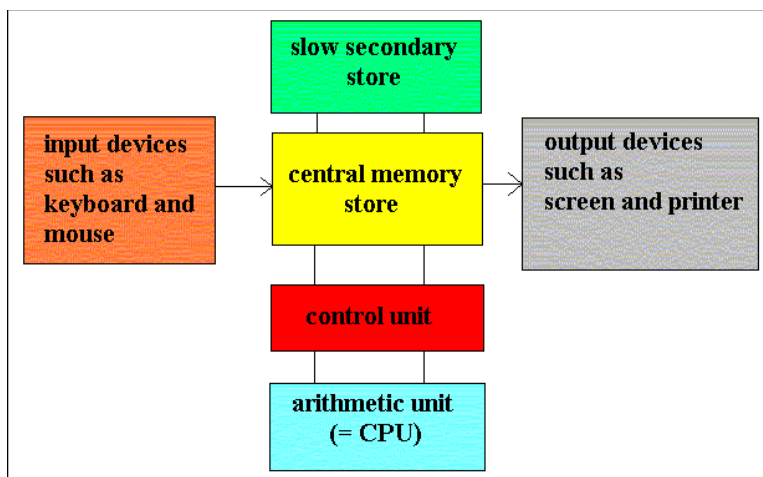 slow secondary
store
input devices
such as
keyboard and
mouse
central memory
store
output devices
such as
screen and printer
control unit
arithmetic unit
(= CPU)